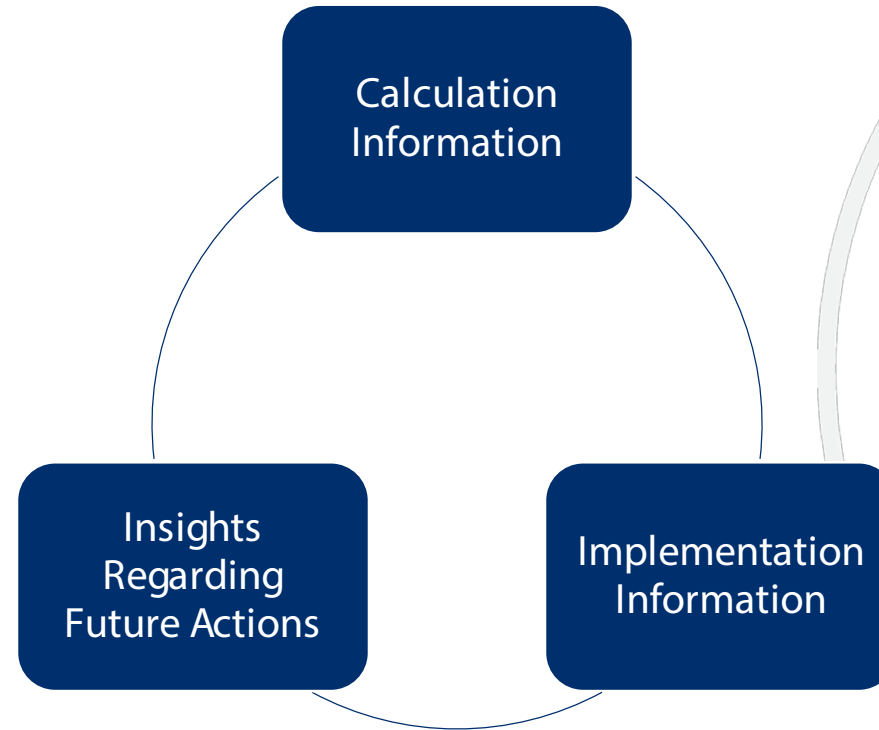 Calculation
Information
Insights
Regarding
Future Actions
Implementation
Information